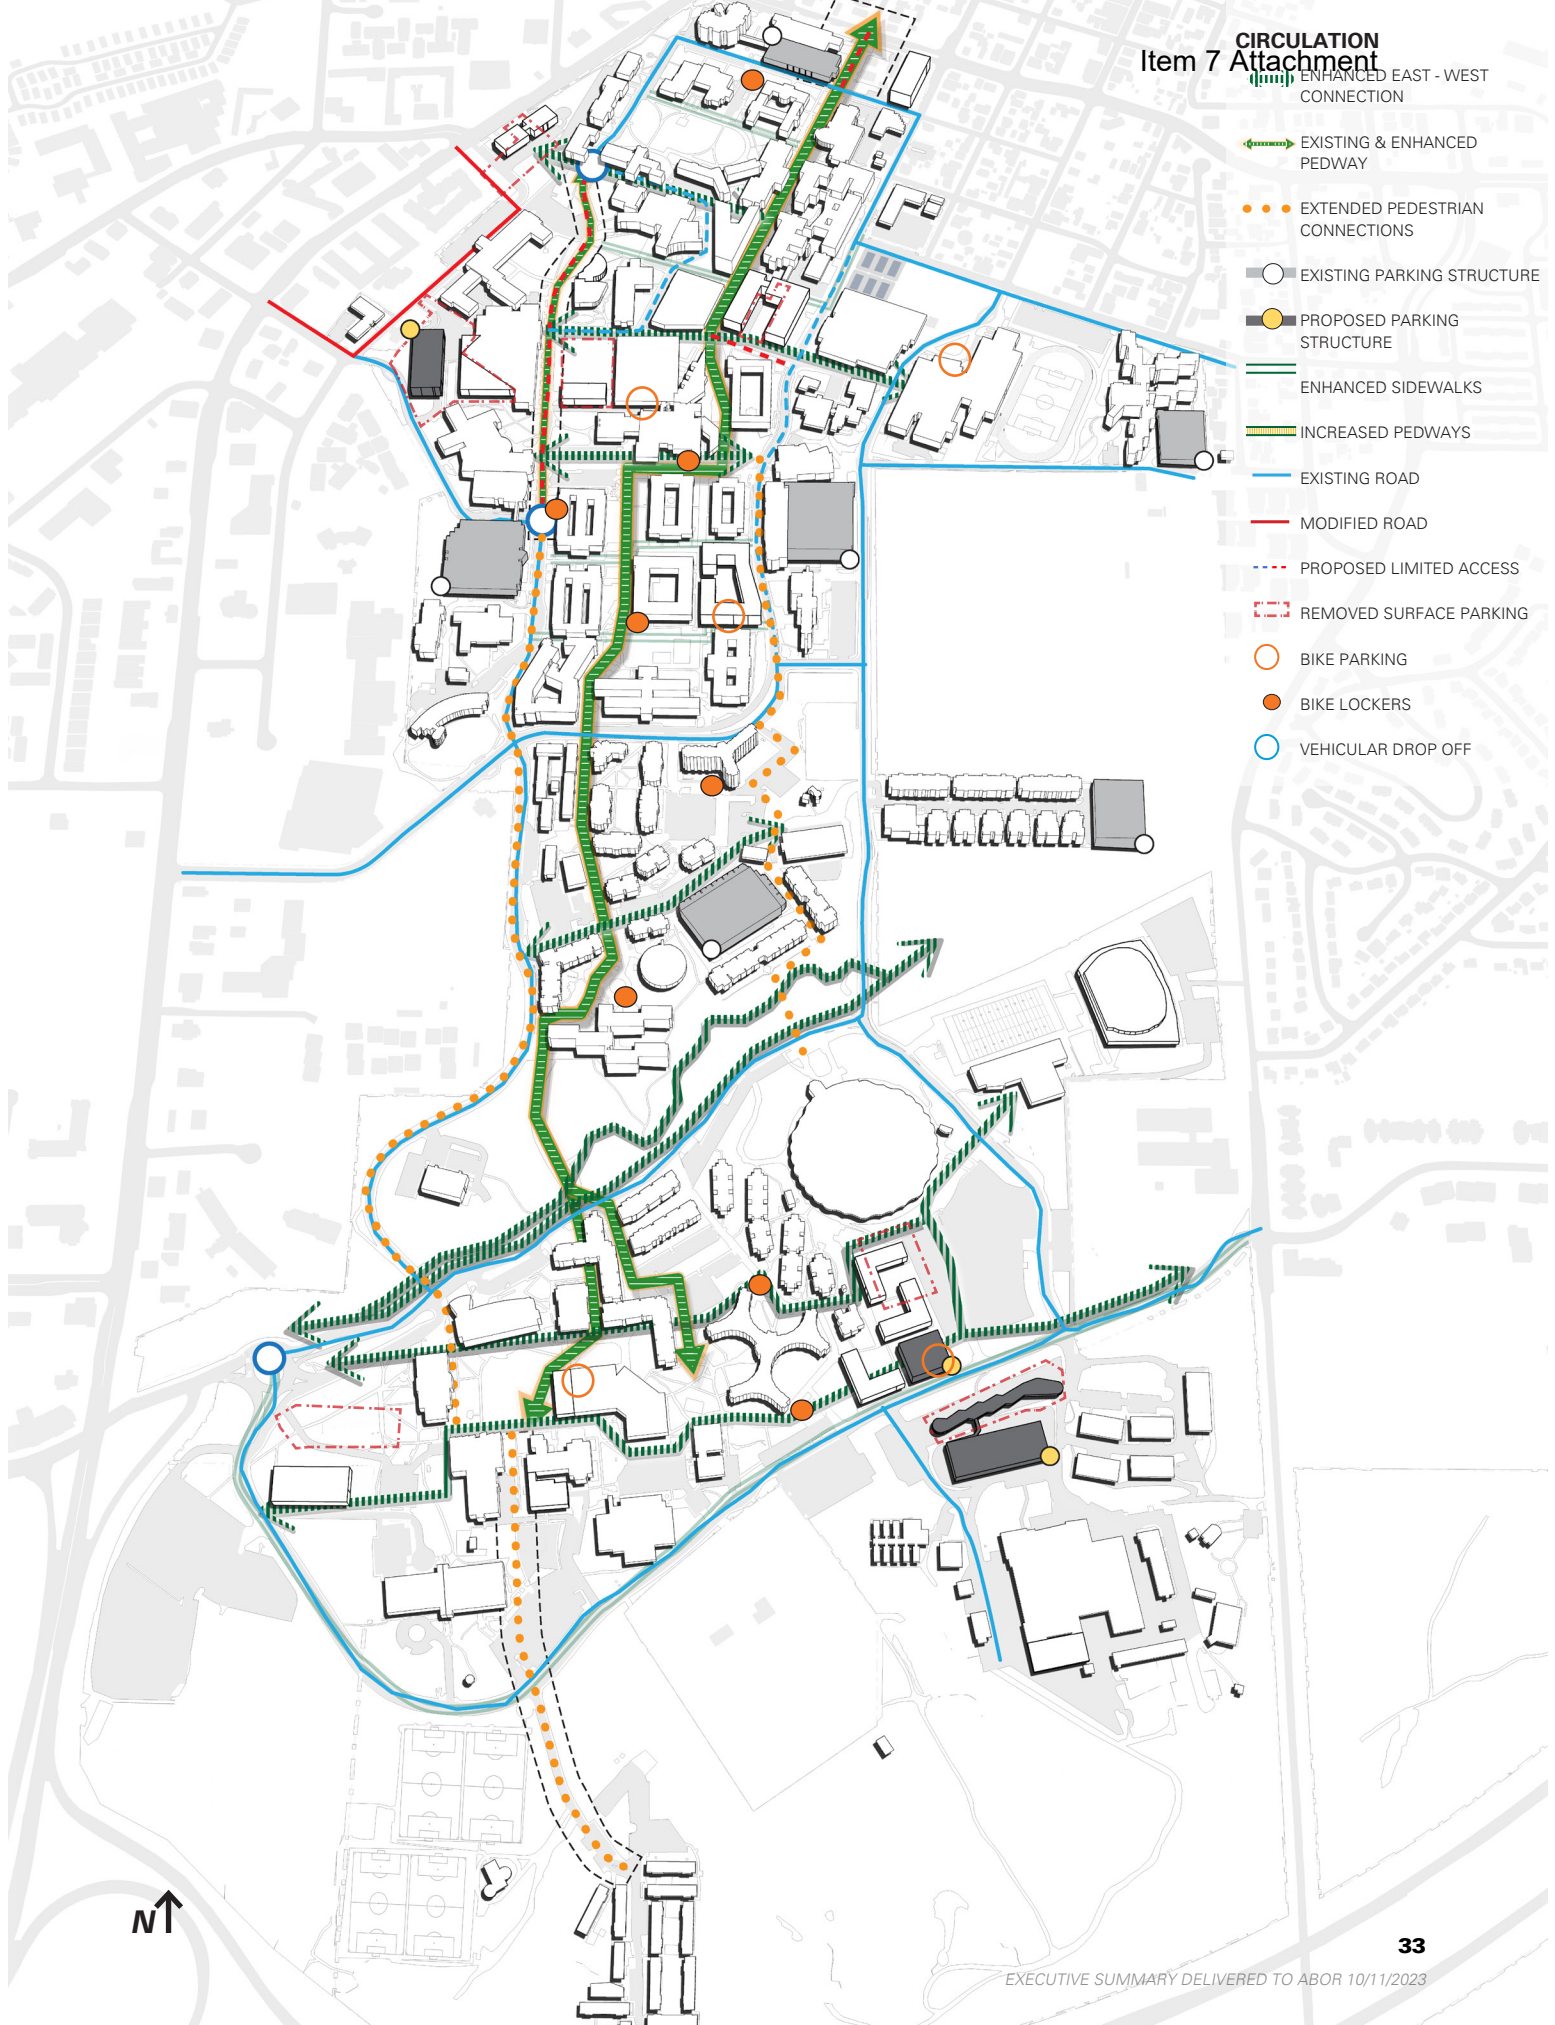 CIRCULATION
Item 7 Attachment
ENHANCED EAST - WEST
CONNECTION
EXISTING & ENHANCED
PEDWAY
EXTENDED PEDESTRIAN
CONNECTIONS
EXISTING PARKING STRUCTURE
PROPOSED PARKING
STRUCTURE
ENHANCED SIDEWALKS
INCREASED PEDWAYS
EXISTING ROAD
MODIFIED ROAD
PROPOSED LIMITED ACCESS
REMOVED SURFACE PARKING
BIKE PARKING
BIKE LOCKERS
VEHICULAR DROP OFF
N
33
EXECUTIVE SUMMARY DELIVERED TO ABOR 10/11/2023